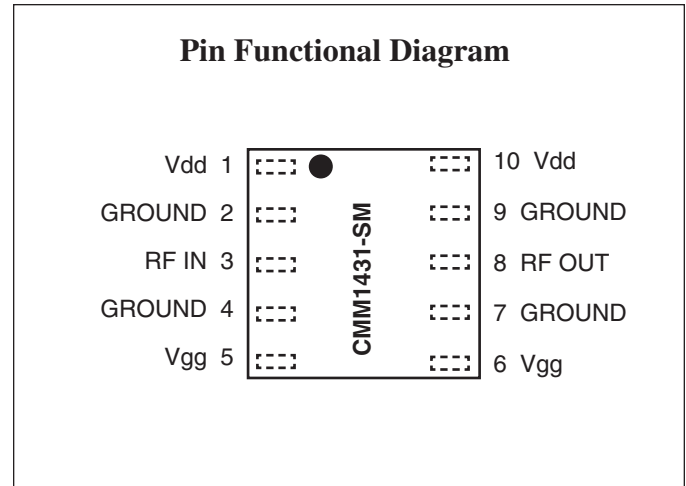 Pin Functional Diagram
Vdd 1
GROUND 2
RF IN 3
GROUND 4
Vgg 5
CMM1431-SM
10 Vdd
9 GROUND
8 RF OUT
7 GROUND
6 Vgg